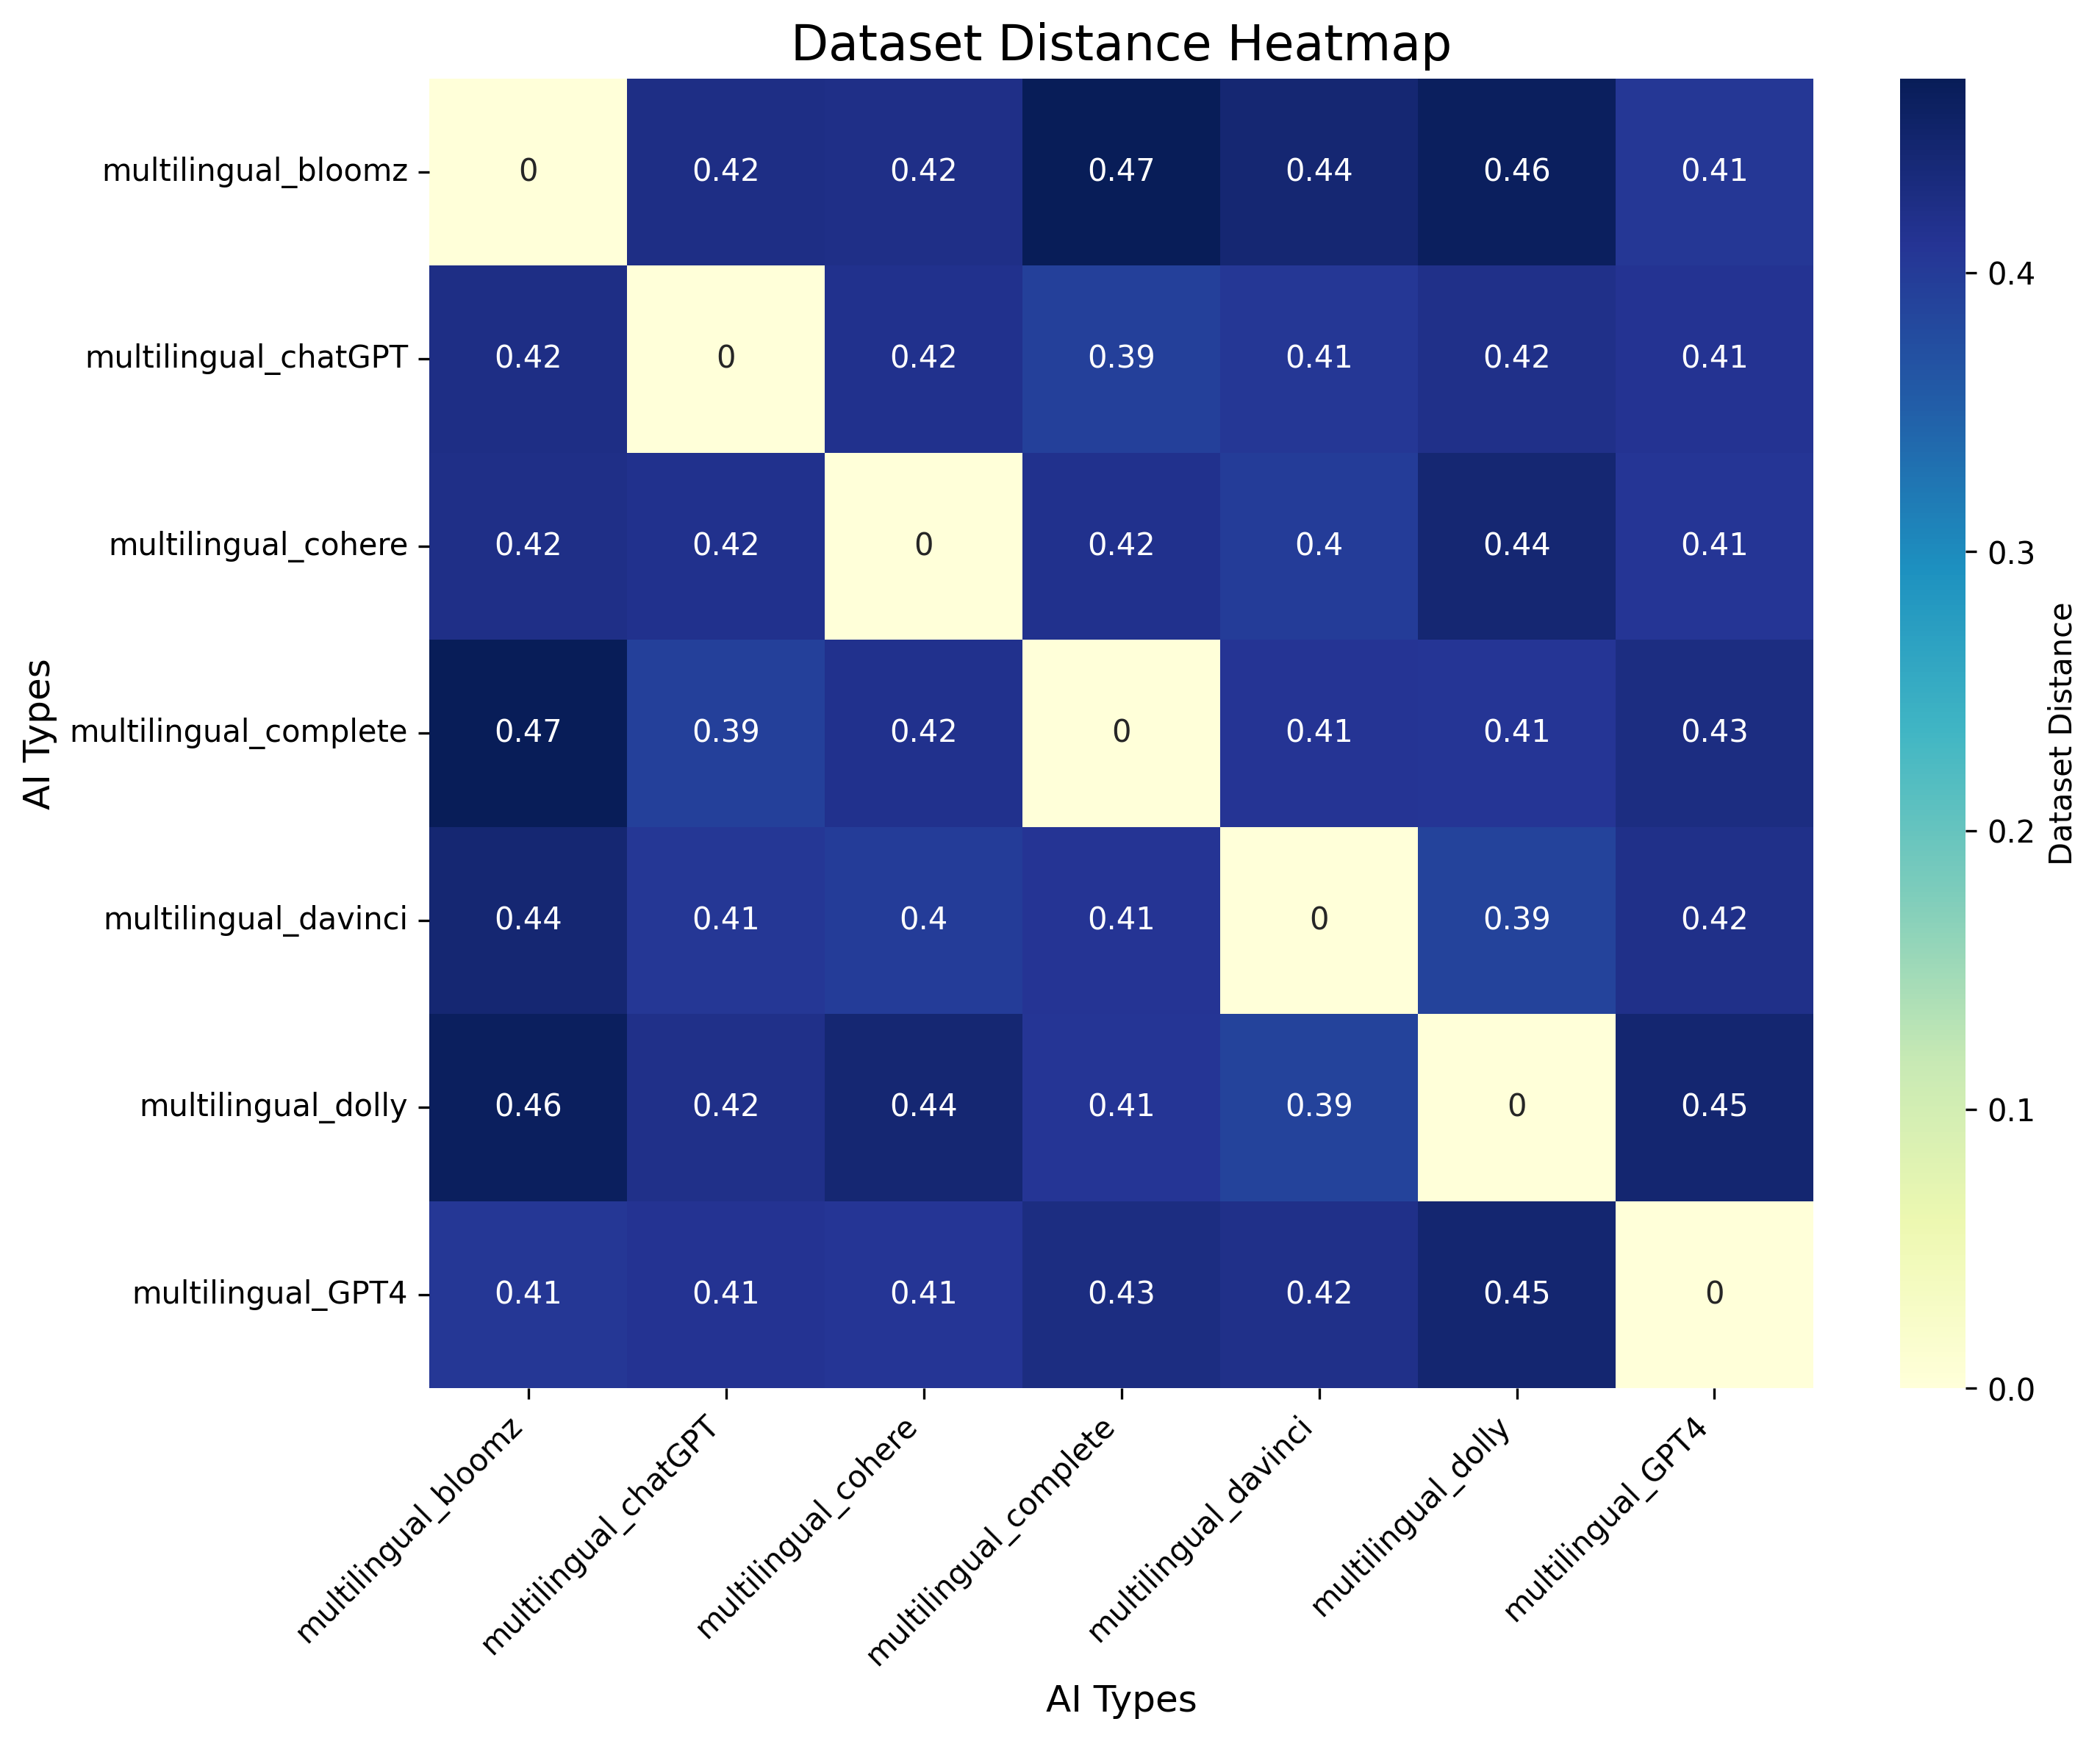 Dataset Distance Heatmap
multilingual_bloomz 0 0.42 0.42 0.47 0.44 0.46 0.41
multilingual_chatGPT 0.42 0 0.42 0.39 0.41 0.42 0.41
multilingual_cohere 0.42 0.42 0 0.42 0.4 0.44 0.41
multilingual_complete 0.47 0.39 0.42 0 0.41 0.41 0.43
multilingual_davinci 0.44 0.41 0.4 0.41 0 0.39 0.42
multilingual_dolly 0.46 0.42 0.44 0.41 0.39 0 0.45
multilingual_GPT4 0.41 0.41 0.41 0.43 0.42 0.45 0
AI Types
multilingual_bloomz
multilingual_chatGPT
multilingual_cohere
multilingual_complete
multilingual_davinci
multilingual_dolly
multilingual_GPT4
AI Types
0.4
0.3
0.2
0.1
0.0
Dataset Distance